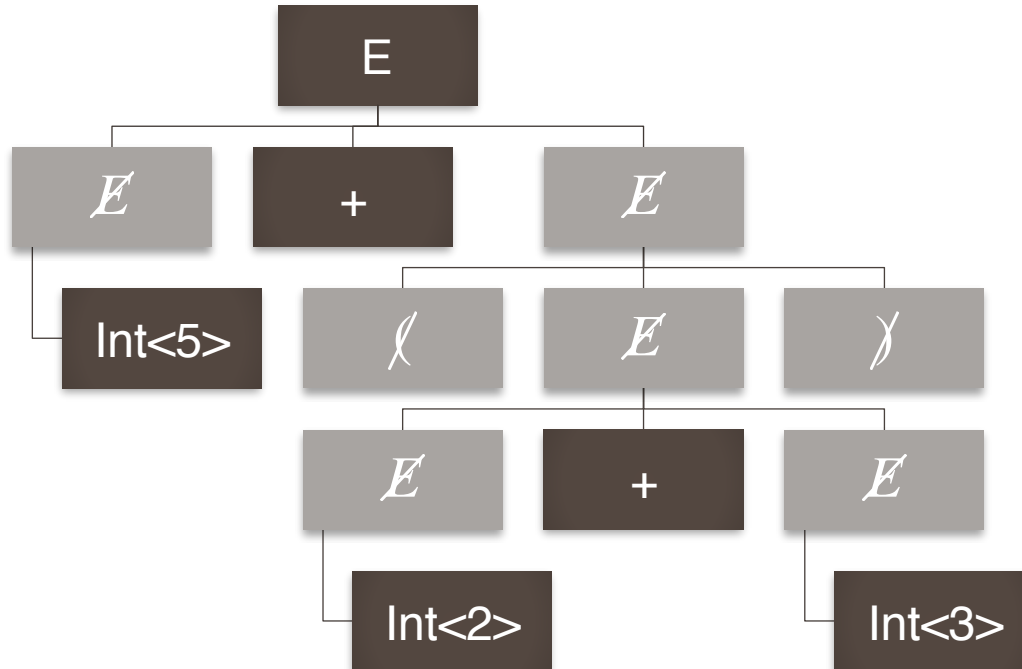 E
E + E
Int<5> ( E )
E + E
Int<2> Int<3>